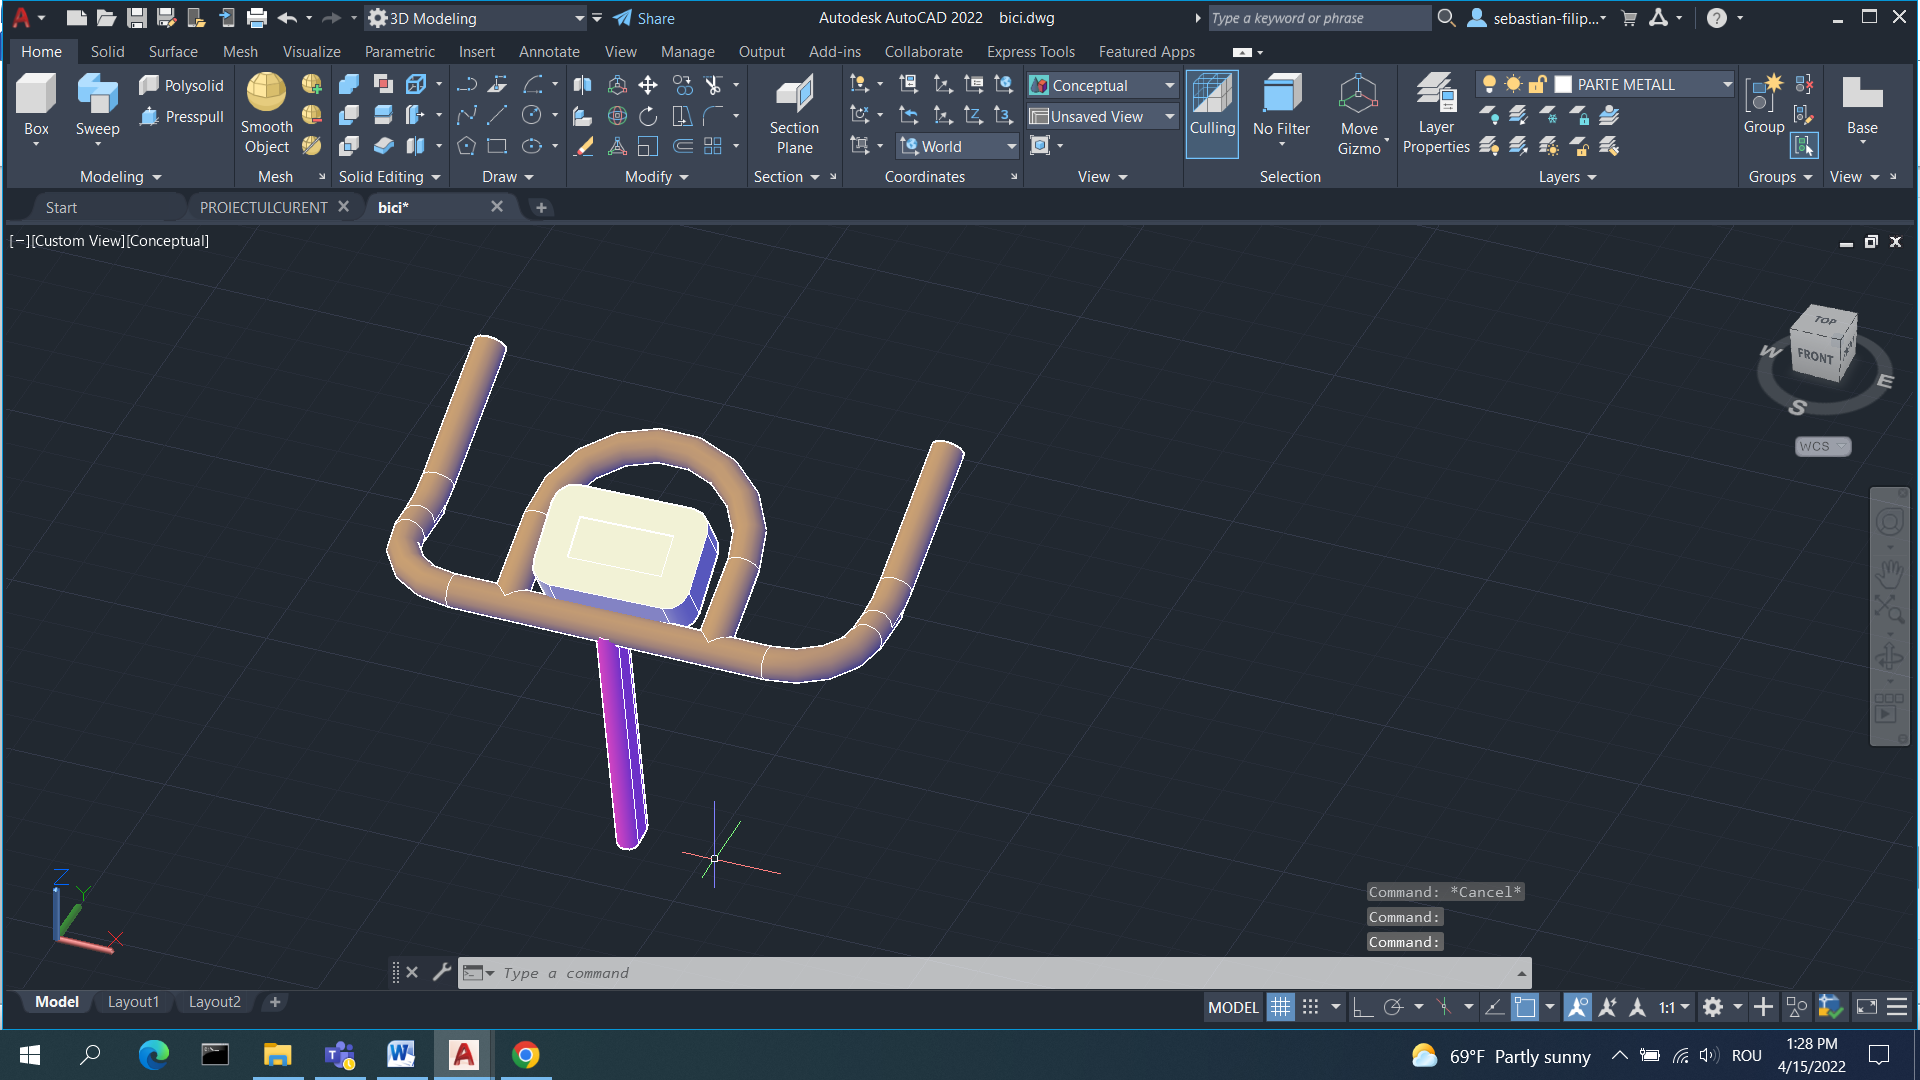 3D Modeling
Share
Autodesk AutoCAD 2022 bici.dwg
Type a keyword or phrase
sebastian-filip...
Home Solid Surface Mesh Visualize Parametric Insert Annotate View Manage Output Add-ins Collaborate Express Tools Featured Apps
Box
Sweep
Polysolid
Presspull
Modeling
Smooth
Object
Mesh
Solid Editing
Draw
Modify
Section
Plane
Section
World
Coordinates
Conceptual
Unsaved View
View
Culling
No Filter
Move
Gizmo
Selection
Layer
Properties
PARTE METALL
Layers
Group
Groups
Base
View
Start
PROIECTULCURENT
bici*
[−][Custom View][Conceptual]
TOP
FRONT
W
E
S
WCS
Z
Y
X
Command: *Cancel*
Command:
Command:
Type a command
Model Layout1 Layout2
MODEL
1:1
69°F Partly sunny
ROU
1:28 PM
4/15/2022